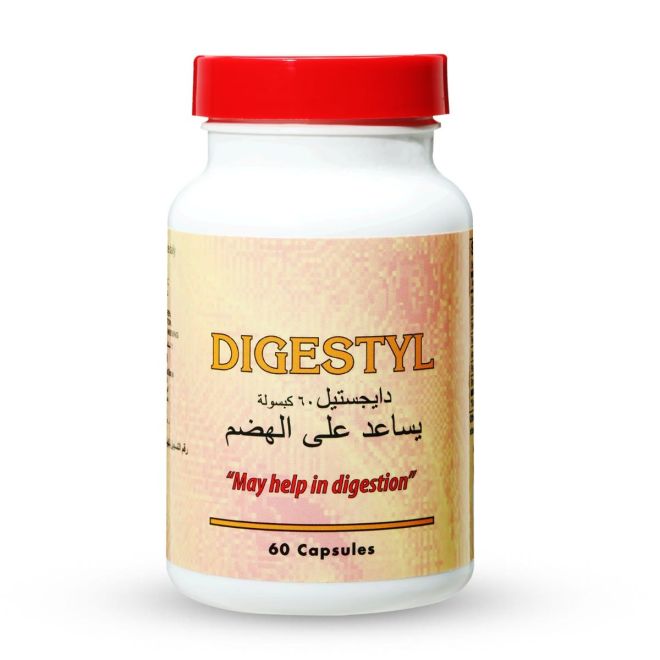 DIGESTYL
دايجستيل ٦٠ كبسولة
يساعد على الهضم
“May help in digestion”
60 Capsules